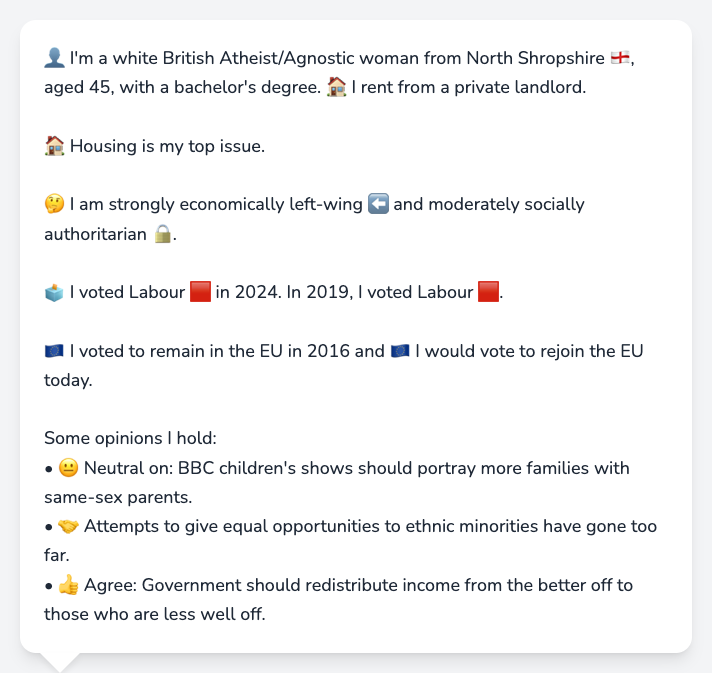 👤 I'm a white British Atheist/Agnostic woman from North Shropshire 🏴󠁧󠁢󠁥󠁮󠁧󠁿,
aged 45, with a bachelor's degree. 🏠 I rent from a private landlord.
🏠 Housing is my top issue.
🤔 I am strongly economically left-wing ⬅️ and moderately socially
authoritarian 🔒.
🗳️ I voted Labour 🟥 in 2024. In 2019, I voted Labour 🟥.
🇪🇺 I voted to remain in the EU in 2016 and 🇪🇺 I would vote to rejoin the EU
today.
Some opinions I hold:
• 😐 Neutral on: BBC children's shows should portray more families with
same-sex parents.
• 🤝 Attempts to give equal opportunities to ethnic minorities have gone too
far.
• 👍 Agree: Government should redistribute income from the better off to
those who are less well off.